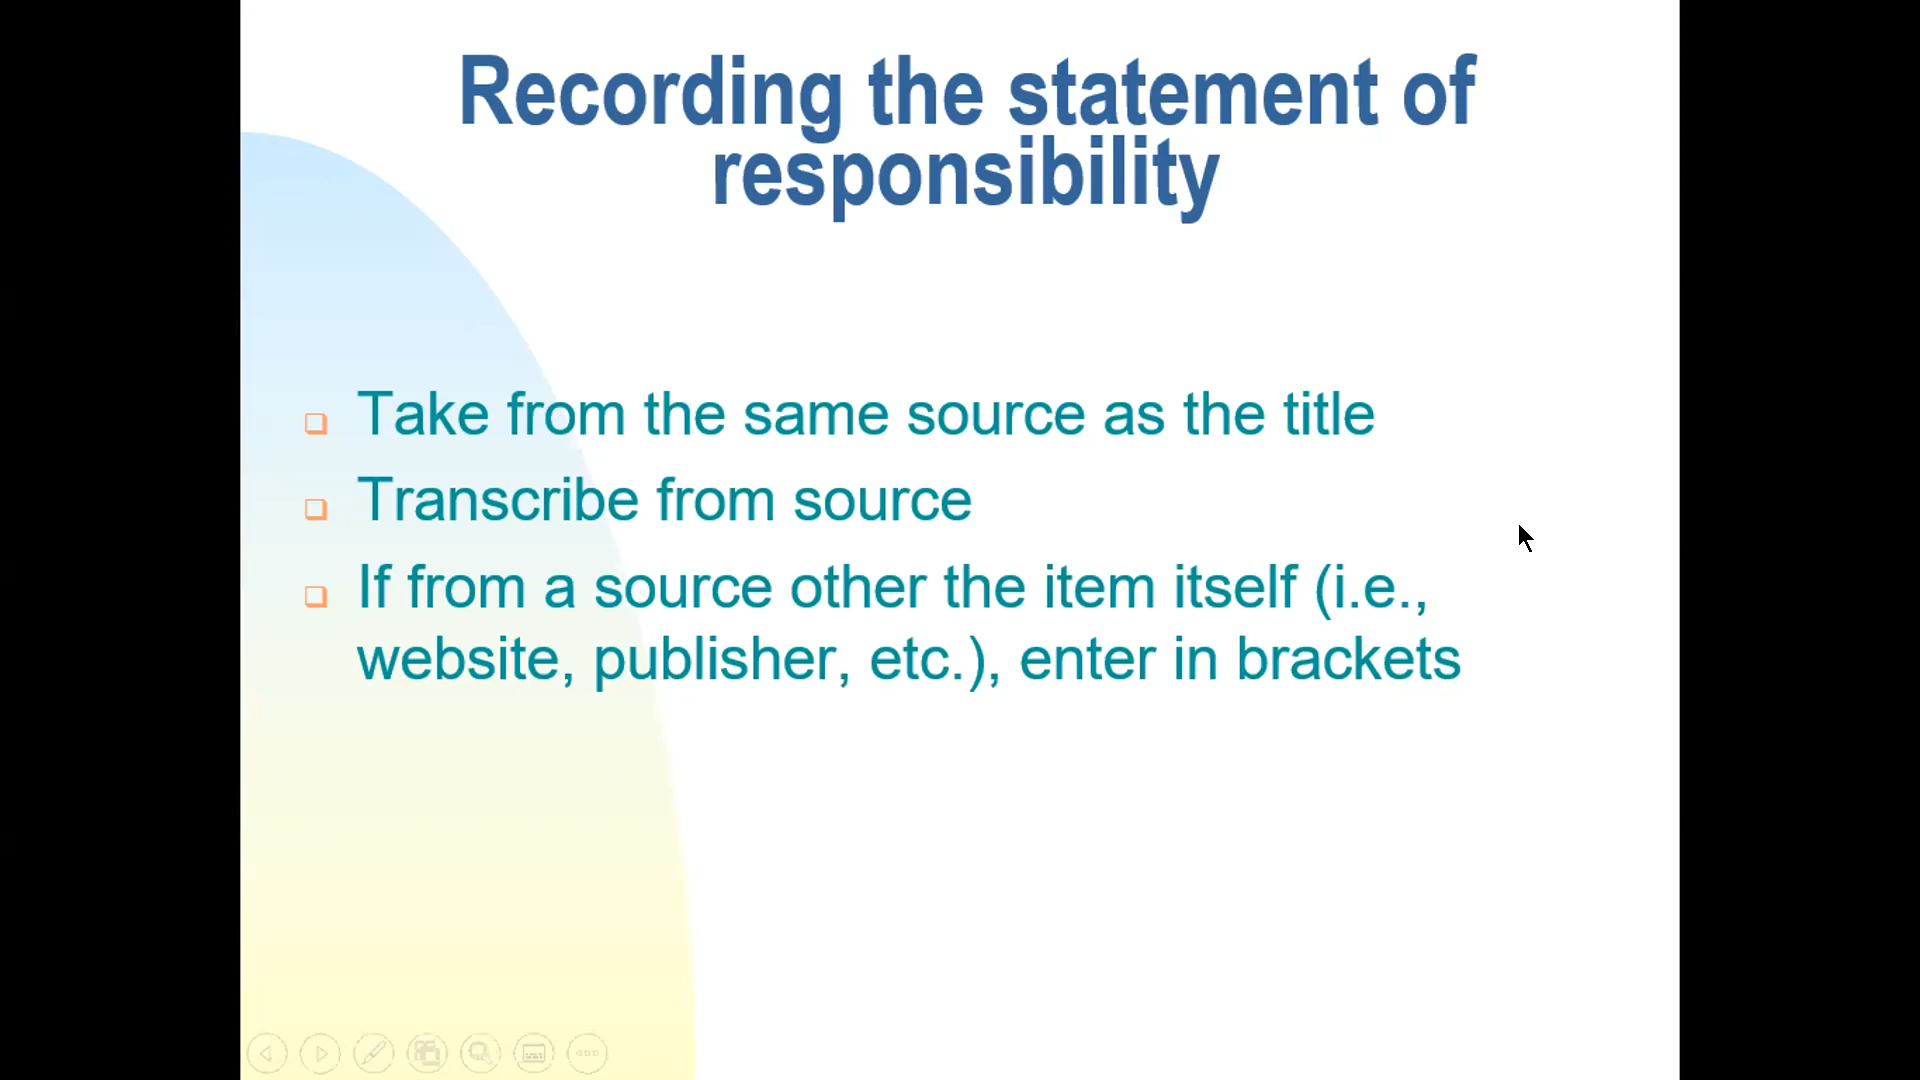 Recording the statement of
responsibility
Take from the same source as the title
Transcribe from source
If from a source other the item itself (i.e.,
website, publisher, etc.), enter in brackets